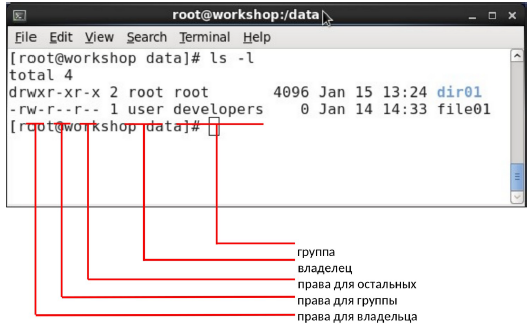 root@workshop:/data
File Edit View Search Terminal Help
[root@workshop data]# ls -l
total 4
drwxr-xr-x 2 root root 4096 Jan 15 13:24 dir01
-rw-r--r-- 1 user developers 0 Jan 14 14:33 file01
[root@workshop data]#
группа
владелец
права для остальных
права для группы
права для владельца